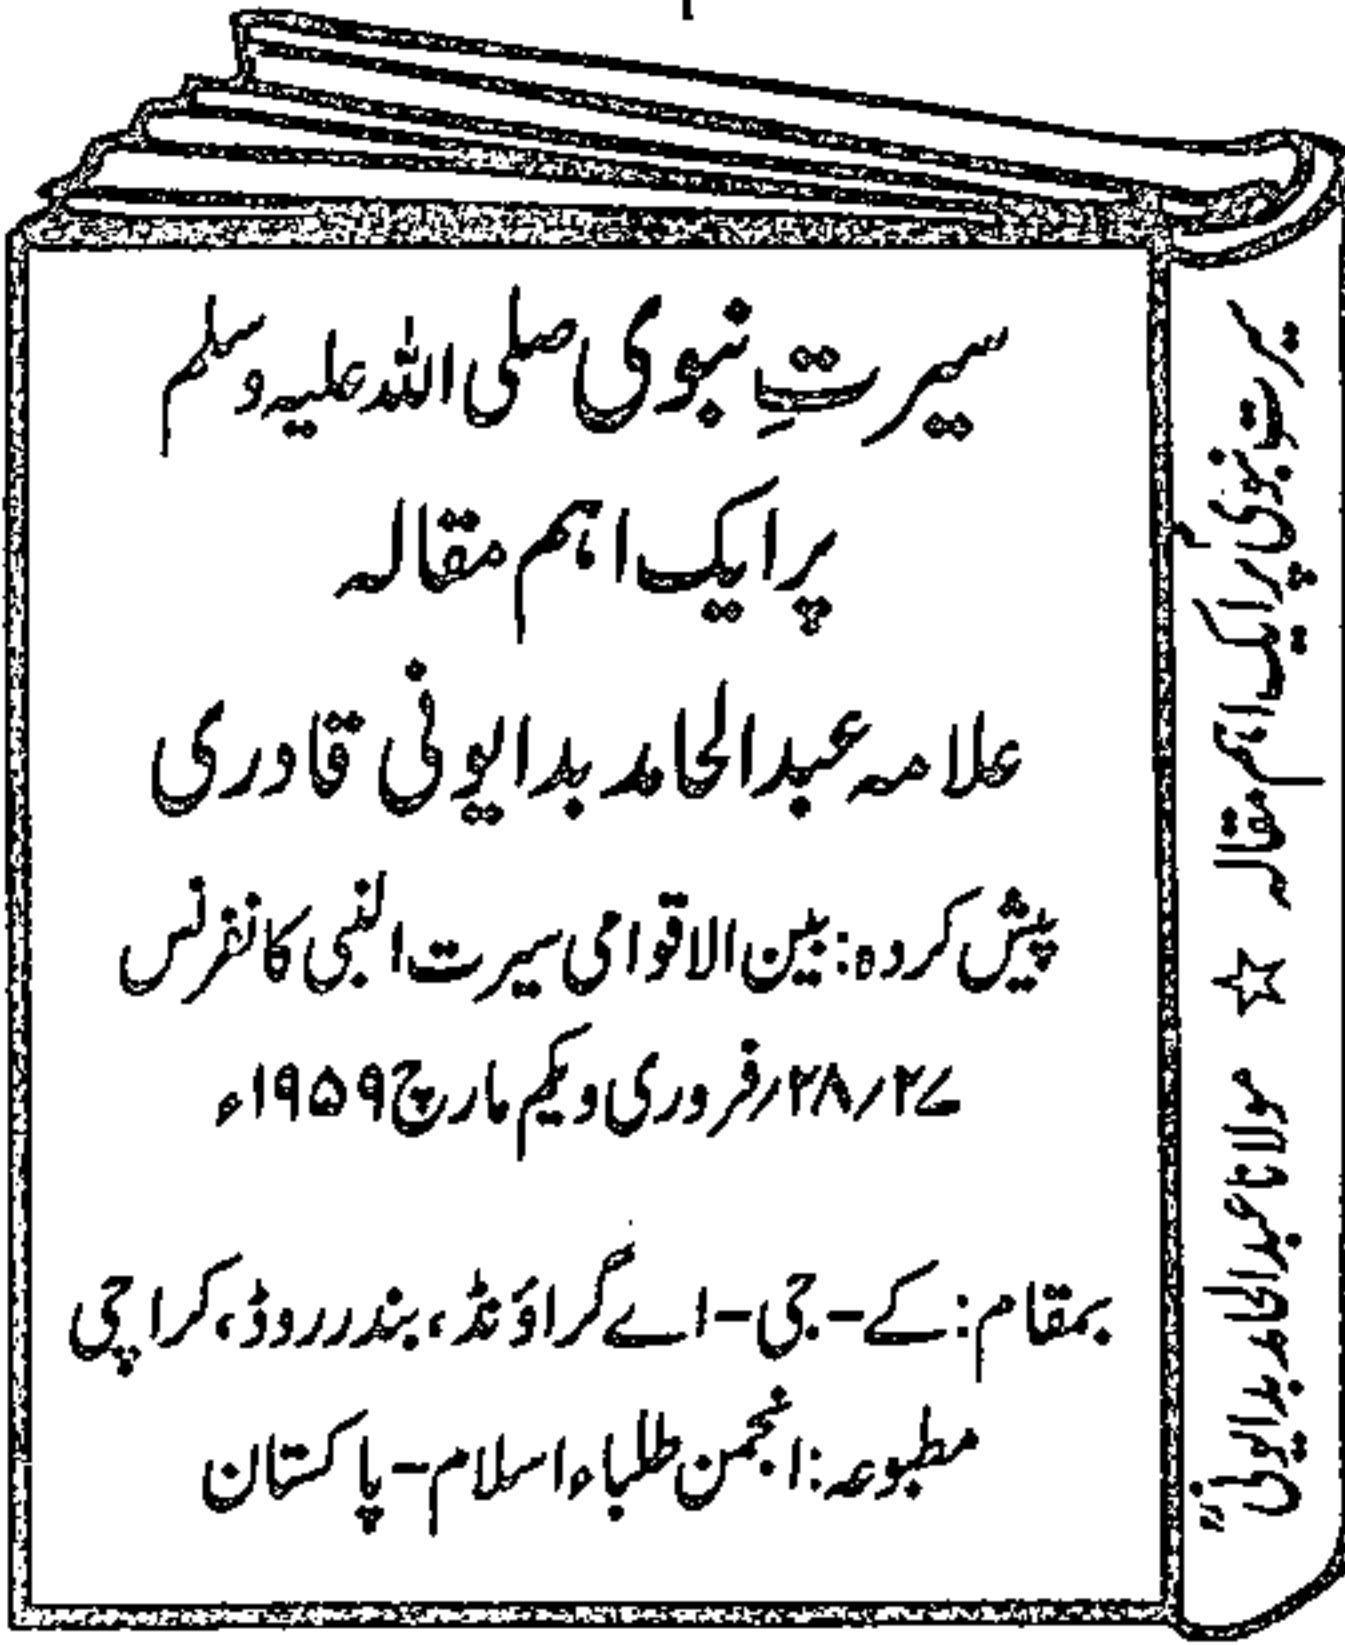 ۱
سیرتِ نبوی صلی اللہ علیہ وسلم
پر ایک اہم مقالہ
علامہ عبدالحامد بدایونی قادری
پیش کردہ: بین الاقوامی سیرت النبی کانفرنس
۲۷/۲۸/فروری و یکم مارچ ۱۹۵۹ء
بمقام: کے-جی-اے گراؤنڈ، بندر روڈ، کراچی
مطبوعہ: انجمن طلباء اسلام-پاکستان
سیرت نبویؐ پر ایک اہم مقالہ ☆ مولانا عبدالحامد بدایونیؒ